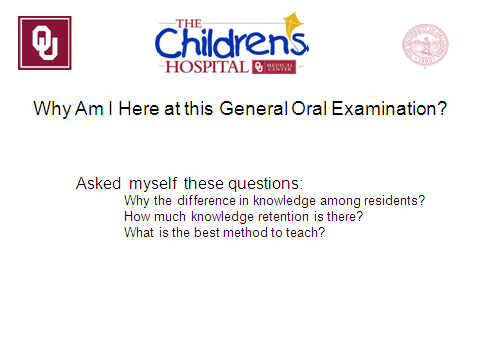 OU
THE
Children's
HOSPITAL
OU MEDICAL
CENTER
Why Am I Here at this General Oral Examination?
Asked myself these questions:
Why the difference in knowledge among residents?
How much knowledge retention is there?
What is the best method to teach?